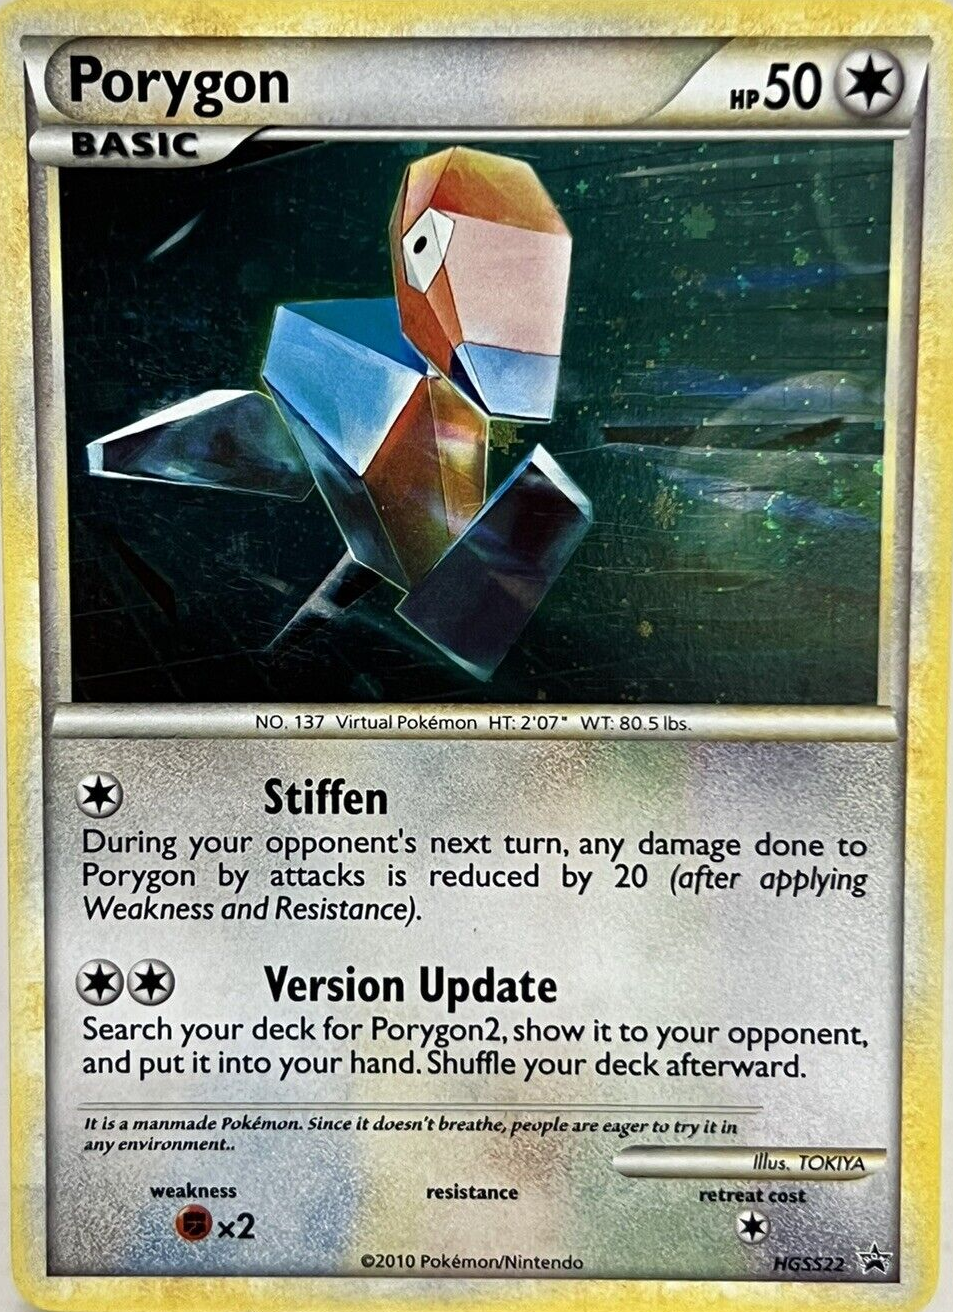 Porygon HP 50
BASIC
NO. 137 Virtual Pokémon HT: 2'07" WT: 80.5 lbs.
Stiffen
During your opponent's next turn, any damage done to
Porygon by attacks is reduced by 20 (after applying
Weakness and Resistance).
Version Update
Search your deck for Porygon2, show it to your opponent,
and put it into your hand. Shuffle your deck afterward.
It is a manmade Pokémon. Since it doesn't breathe, people are eager to try it in
any environment..
Illus. TOKIYA
weakness resistance retreat cost
x2
©2010 Pokémon/Nintendo HGSS22